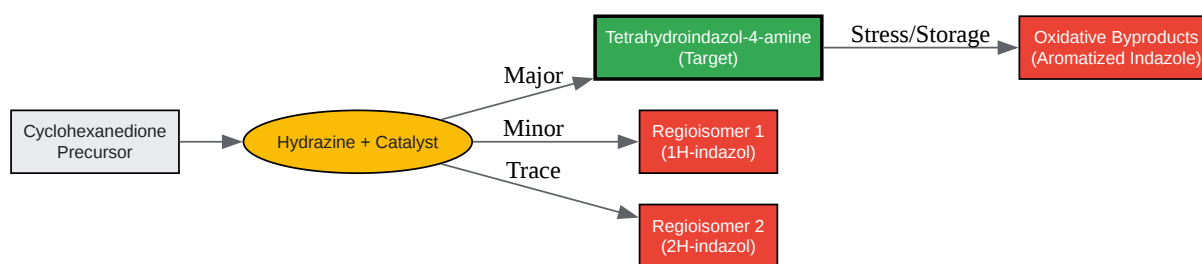 Cyclohexanedione
Precursor
Hydrazine + Catalyst
Major
Minor
Trace
Tetrahydroindazol-4-amine
(Target)
Regioisomer 1
(1H-indazol)
Regioisomer 2
(2H-indazol)
Stress/Storage
Oxidative Byproducts
(Aromatized Indazole)